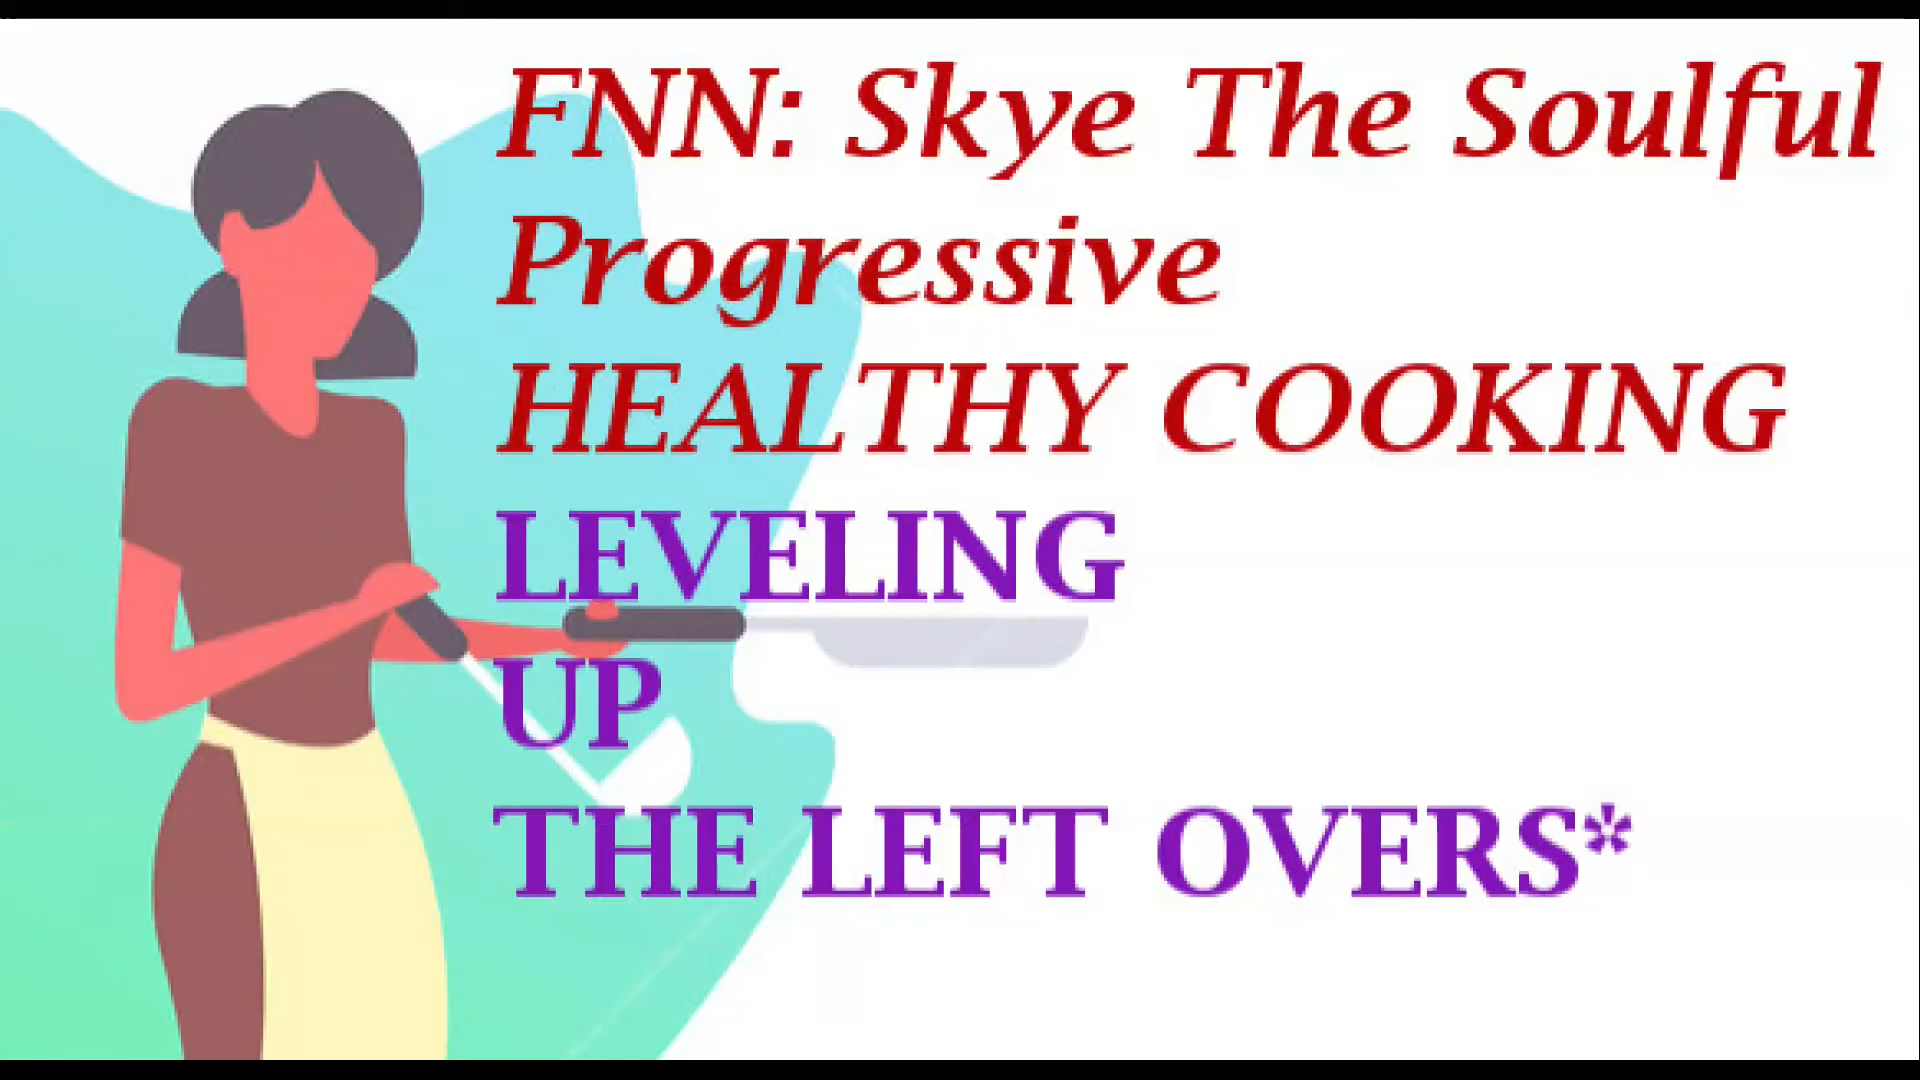 FNN: Skye The Soulful
Progressive
HEALTHY COOKING
LEVELING
UP
THE LEFT OVERS*